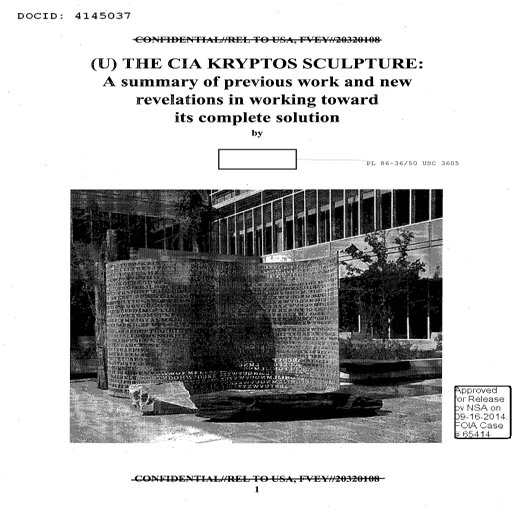 DOCID: 4145037
CONFIDENTIAL//REL TO USA, FVEY//20320108
(U) THE CIA KRYPTOS SCULPTURE:
A summary of previous work and new
revelations in working toward
its complete solution
by
PL 86-36/50 USC 3605
Approved
for Release
by NSA on
09-16-2014,
FOIA Case
# 65414
CONFIDENTIAL//REL TO USA, FVEY//20320108
1